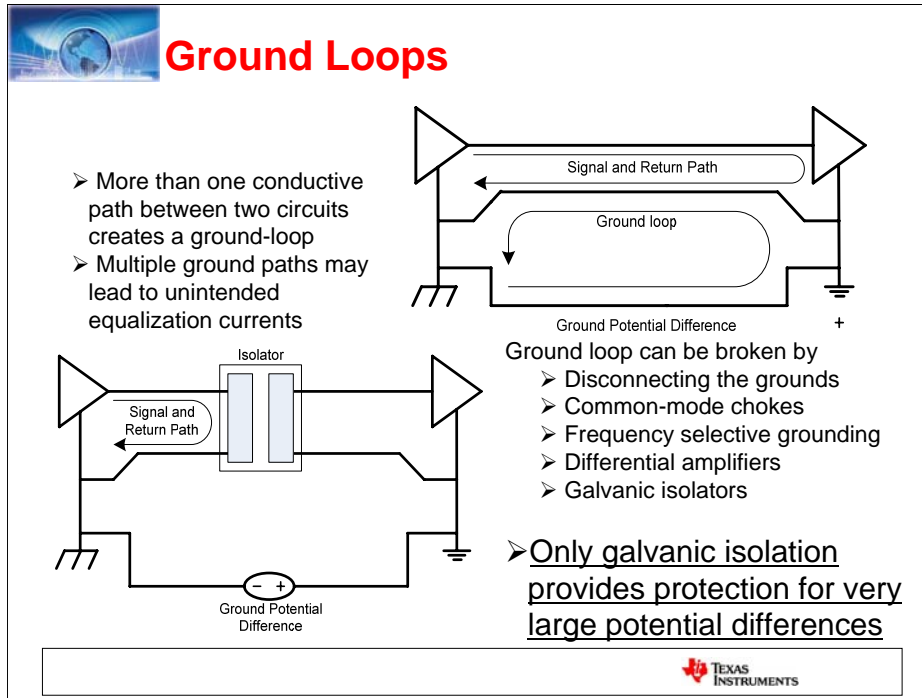 Ground Loops
➢ More than one conductive
path between two circuits
creates a ground-loop
➢ Multiple ground paths may
lead to unintended
equalization currents
Signal and Return Path
Ground loop
Ground Potential Difference
+
Isolator
Signal and
Return Path
− +
Ground Potential
Difference
Ground loop can be broken by
➢ Disconnecting the grounds
➢ Common-mode chokes
➢ Frequency selective grounding
➢ Differential amplifiers
➢ Galvanic isolators
➢Only galvanic isolation
provides protection for very
large potential differences
TEXAS
INSTRUMENTS